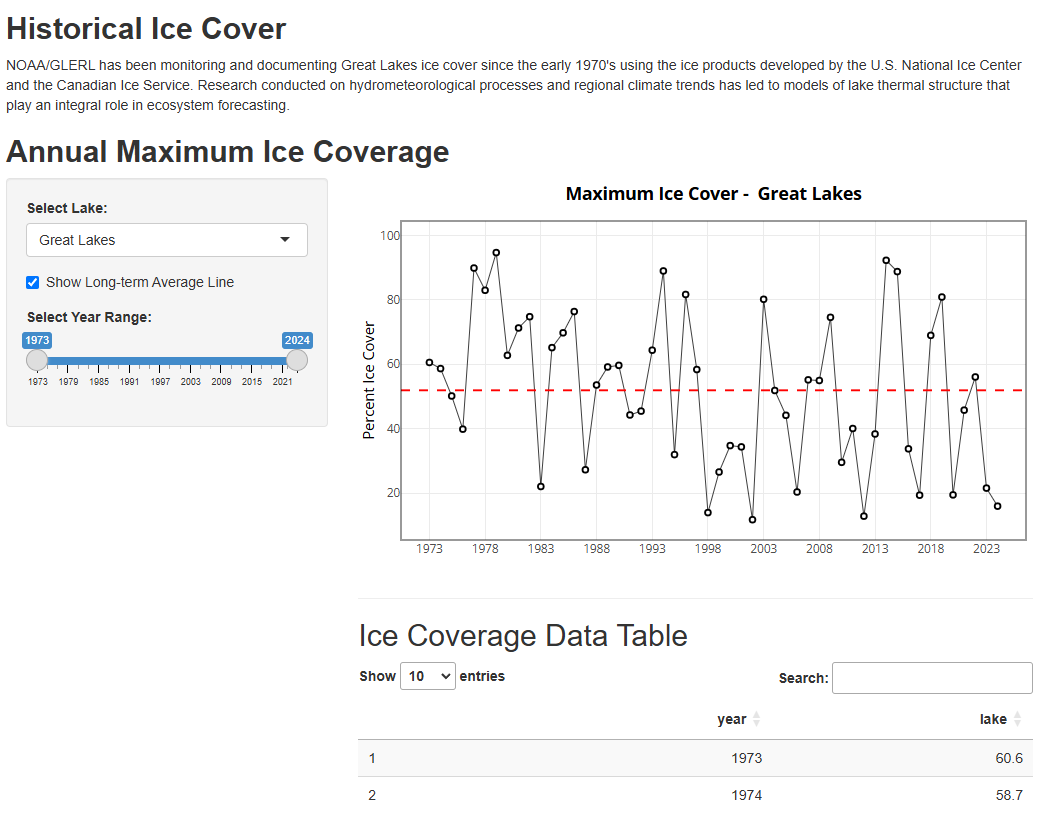 Historical Ice Cover
NOAA/GLERL has been monitoring and documenting Great Lakes ice cover since the early 1970's using the ice products developed by the U.S. National Ice Center
and the Canadian Ice Service. Research conducted on hydrometeorological processes and regional climate trends has led to models of lake thermal structure that
play an integral role in ecosystem forecasting.
Annual Maximum Ice Coverage
Select Lake:
Great Lakes
Show Long-term Average Line
Select Year Range:
1973 2024
1973 1979 1985 1991 1997 2003 2009 2015 2021
Maximum Ice Cover - Great Lakes
Percent Ice Cover
100
80
60
40
20
1973 1978 1983 1988 1993 1998 2003 2008 2013 2018 2023
Ice Coverage Data Table
Show 10 entries
Search:
year lake
1 1973 60.6
2 1974 58.7